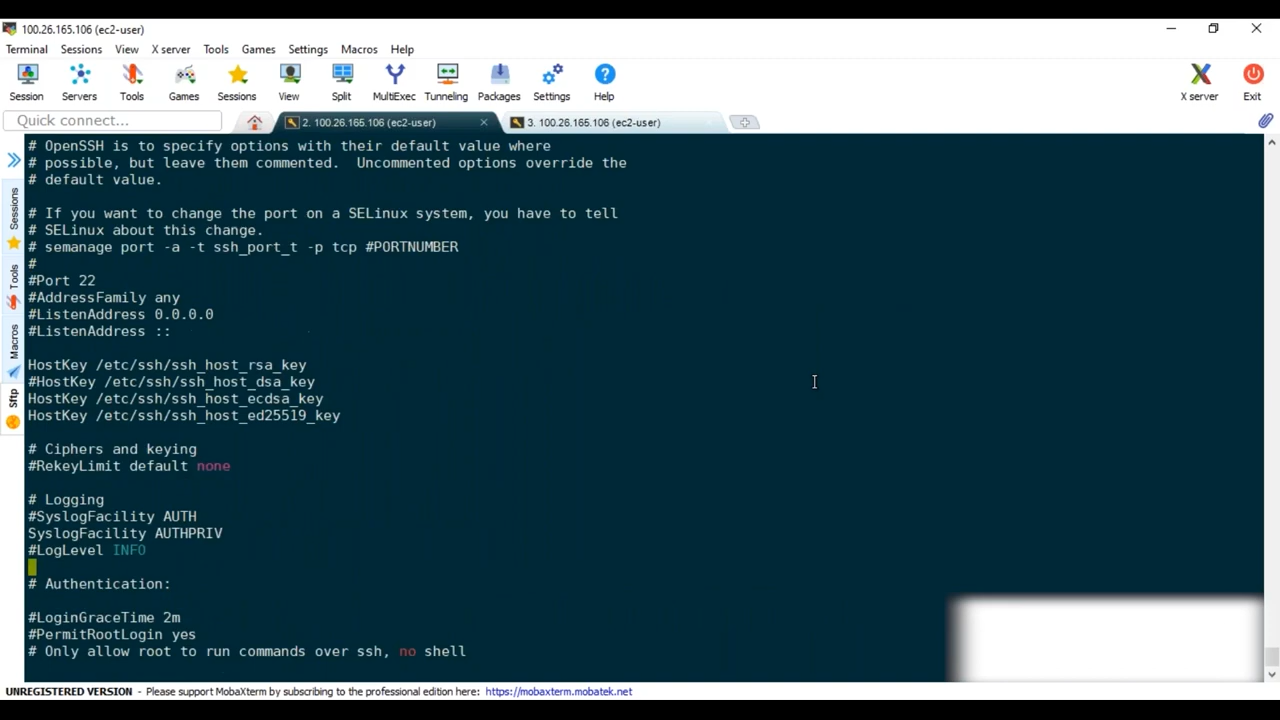 100.26.165.106 (ec2-user)
Terminal Sessions View X server Tools Games Settings Macros Help
Session Servers Tools Games Sessions View Split MultiExec Tunneling Packages Settings Help X server Exit
Quick connect...
2. 100.26.165.106 (ec2-user)
3. 100.26.165.106 (ec2-user)
Sessions
Tools
Macros
Sftp
# OpenSSH is to specify options with their default value where
# possible, but leave them commented.  Uncommented options override the
# default value.
# If you want to change the port on a SELinux system, you have to tell
# SELinux about this change.
# semanage port -a -t ssh_port_t -p tcp #PORTNUMBER
#
#Port 22
#AddressFamily any
#ListenAddress 0.0.0.0
#ListenAddress ::
HostKey /etc/ssh/ssh_host_rsa_key
#HostKey /etc/ssh/ssh_host_dsa_key
HostKey /etc/ssh/ssh_host_ecdsa_key
HostKey /etc/ssh/ssh_host_ed25519_key
# Ciphers and keying
#RekeyLimit default none
# Logging
#SyslogFacility AUTH
SyslogFacility AUTHPRIV
#LogLevel INFO
# Authentication:
#LoginGraceTime 2m
#PermitRootLogin yes
# Only allow root to run commands over ssh, no shell
UNREGISTERED VERSION - Please support MobaXterm by subscribing to the professional edition here: https://mobaxterm.mobatek.net